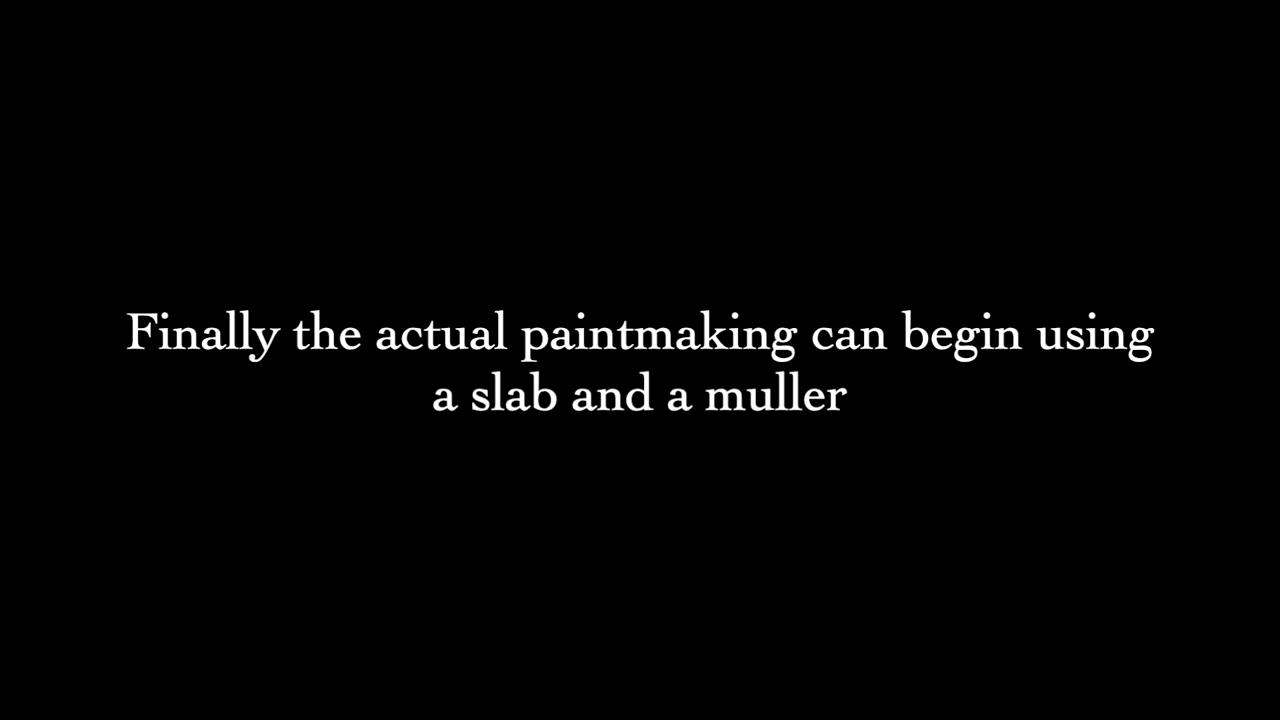 Finally the actual paintmaking can begin using
a slab and a muller